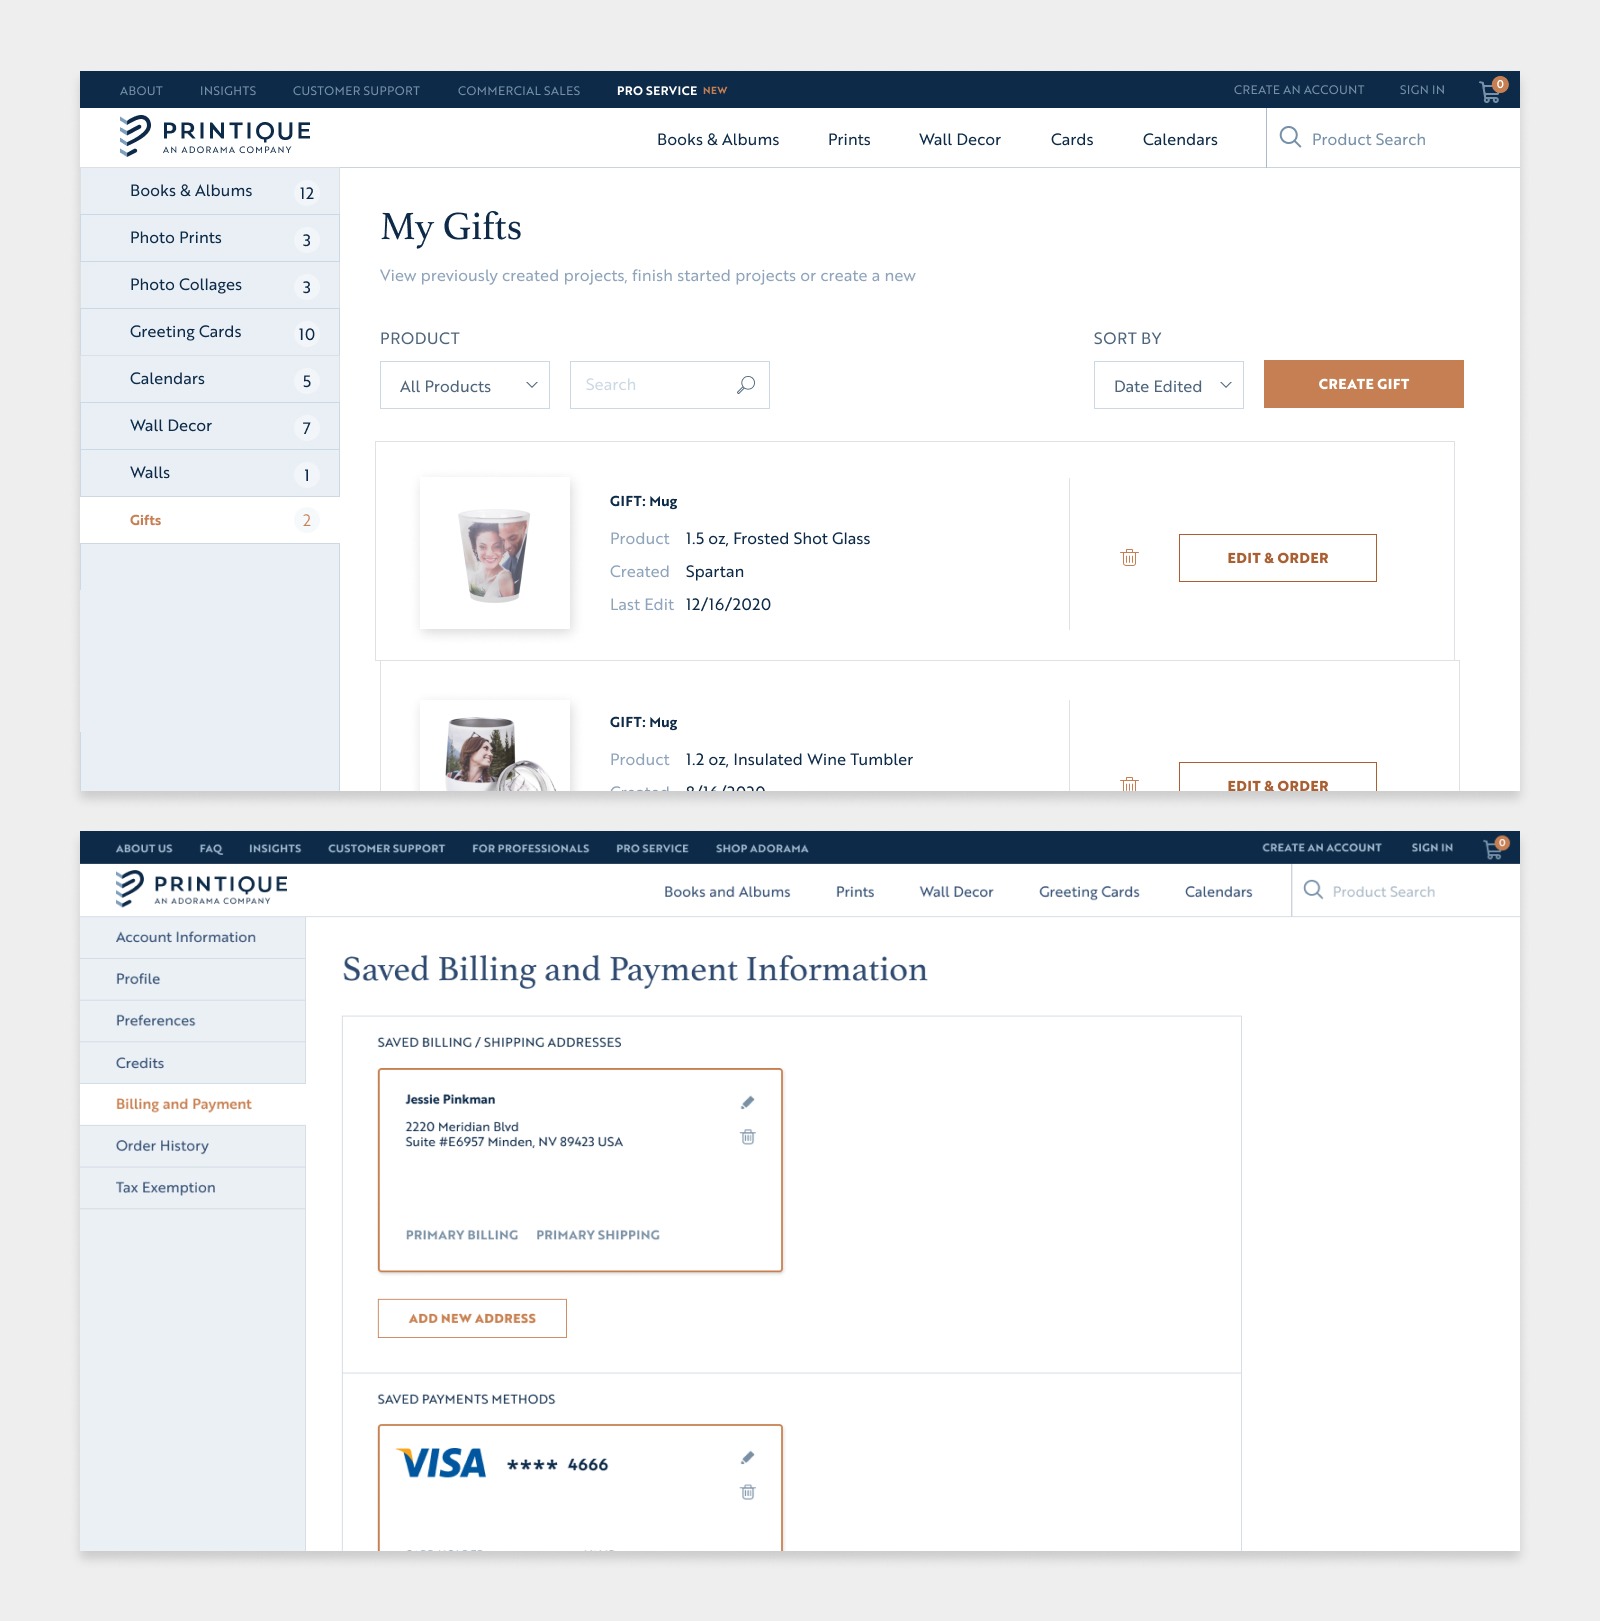 ABOUT INSIGHTS CUSTOMER SUPPORT COMMERCIAL SALES PRO SERVICE NEW CREATE AN ACCOUNT SIGN IN 0
PRINTIQUE
AN ADORAMA COMPANY
Books & Albums Prints Wall Decor Cards Calendars Product Search
Books & Albums 12
Photo Prints 3
Photo Collages 3
Greeting Cards 10
Calendars 5
Wall Decor 7
Walls 1
Gifts 2
My Gifts
View previously created projects, finish started projects or create a new
PRODUCT SORT BY
All Products Search Date Edited CREATE GIFT
GIFT: Mug
Product 1.5 oz, Frosted Shot Glass
Created Spartan
Last Edit 12/16/2020
EDIT & ORDER
GIFT: Mug
Product 1.2 oz, Insulated Wine Tumbler
Created 8/16/2020
EDIT & ORDER
ABOUT US FAQ INSIGHTS CUSTOMER SUPPORT FOR PROFESSIONALS PRO SERVICE SHOP ADORAMA CREATE AN ACCOUNT SIGN IN 0
PRINTIQUE
AN ADORAMA COMPANY
Books and Albums Prints Wall Decor Greeting Cards Calendars Product Search
Account Information
Profile
Preferences
Credits
Billing and Payment
Order History
Tax Exemption
Saved Billing and Payment Information
SAVED BILLING / SHIPPING ADDRESSES
Jessie Pinkman
2220 Meridian Blvd
Suite #E6957 Minden, NV 89423 USA
PRIMARY BILLING PRIMARY SHIPPING
ADD NEW ADDRESS
SAVED PAYMENTS METHODS
VISA **** 4666